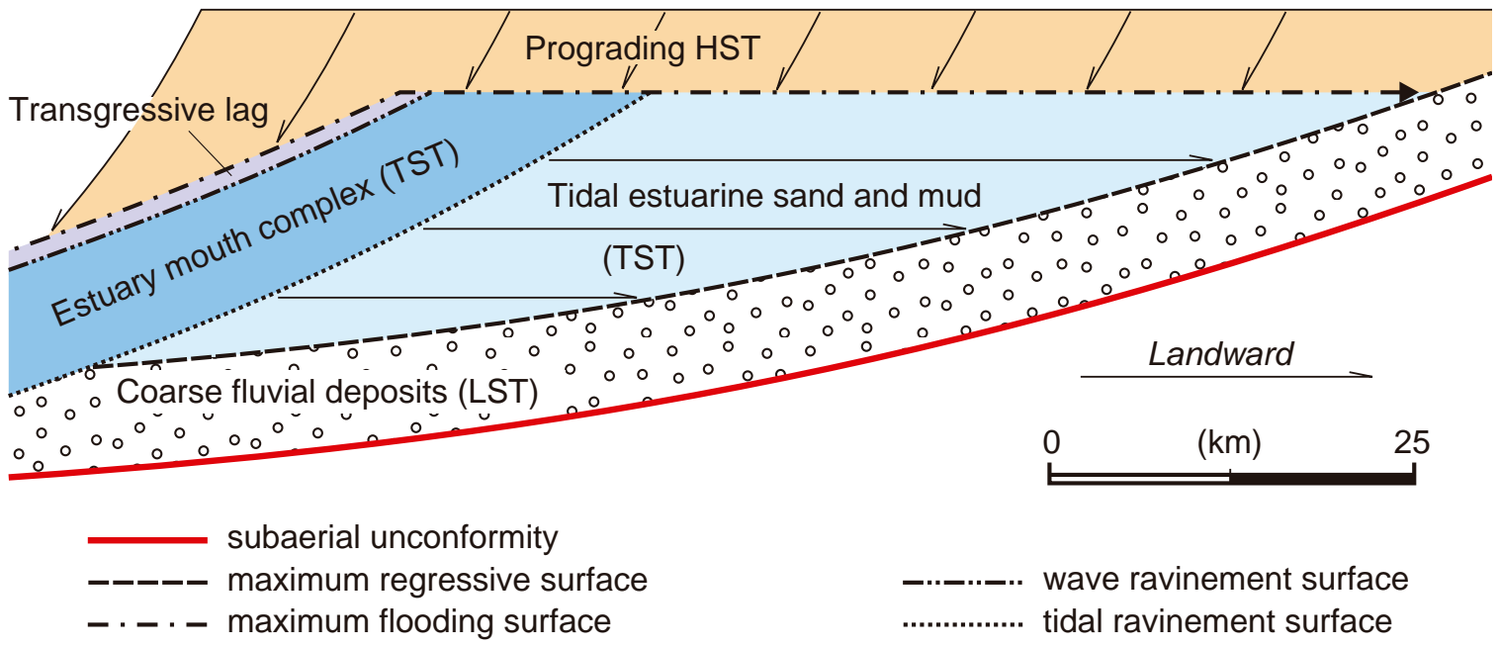 Prograding HST
Transgressive lag
Estuary mouth complex (TST)
Tidal estuarine sand and mud
(TST)
Coarse fluvial deposits (LST)
Landward
0 (km) 25
subaerial unconformity
maximum regressive surface
maximum flooding surface
wave ravinement surface
tidal ravinement surface